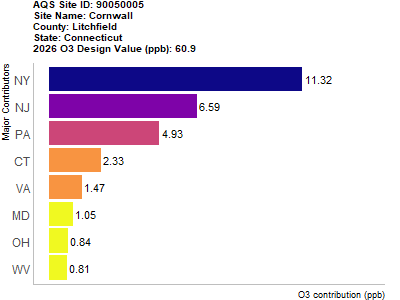 AQS Site ID: 90050005
Site Name: Cornwall
County: Litchfield
State: Connecticut
2026 O3 Design Value (ppb): 60.9
Major Contributors
NY 11.32
NJ 6.59
PA 4.93
CT 2.33
VA 1.47
MD 1.05
OH 0.84
WV 0.81
O3 contribution (ppb)